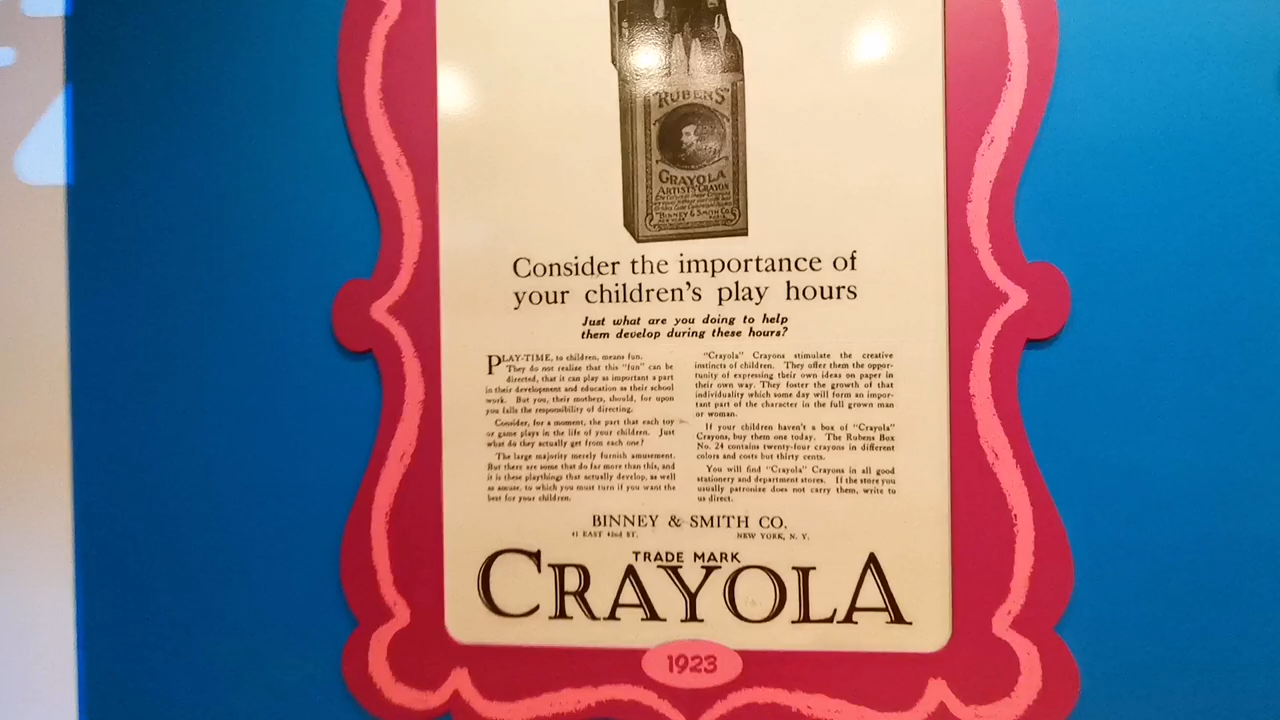 "RUBENS"
CRAYOLA
ARTISTS' CRAYON
BINNEY & SMITH CO.
NEW YORK PARIS
Consider the importance of
your children's play hours
Just what are you doing to help
them develop during these hours?
PLAY-TIME, to children, means fun.
They do not realize that this "fun" can be
directed, that it can play as important a part
in their development and education as their school
work. But you, their mothers, should, for upon
you falls the responsibility of directing.
Consider, for a moment, the part that each toy
or game plays in the life of your children. Just
what do they actually get from each one?
The large majority merely furnish amusement.
But there are some that do far more than this, and
it is these playthings that actually develop, as well
as amuse, to which you must turn if you want the
best for your children.
"Crayola" Crayons stimulate the creative
instincts of children. They offer them the oppor-
tunity of expressing their own ideas on paper in
their own way. They foster the growth of that
individuality which some day will form an impor-
tant part of the character in the full grown man
or woman.
If your children haven't a box of "Crayola"
Crayons, buy them one today. The Rubens Box
No. 24 contains twenty-four crayons in different
colors and costs but thirty cents.
You will find "Crayola" Crayons in all good
stationery and department stores. If the store you
usually patronize does not carry them, write to
us direct.
BINNEY & SMITH CO.
41 EAST 42nd ST. NEW YORK, N. Y.
TRADE MARK
CRAYOLA
1923